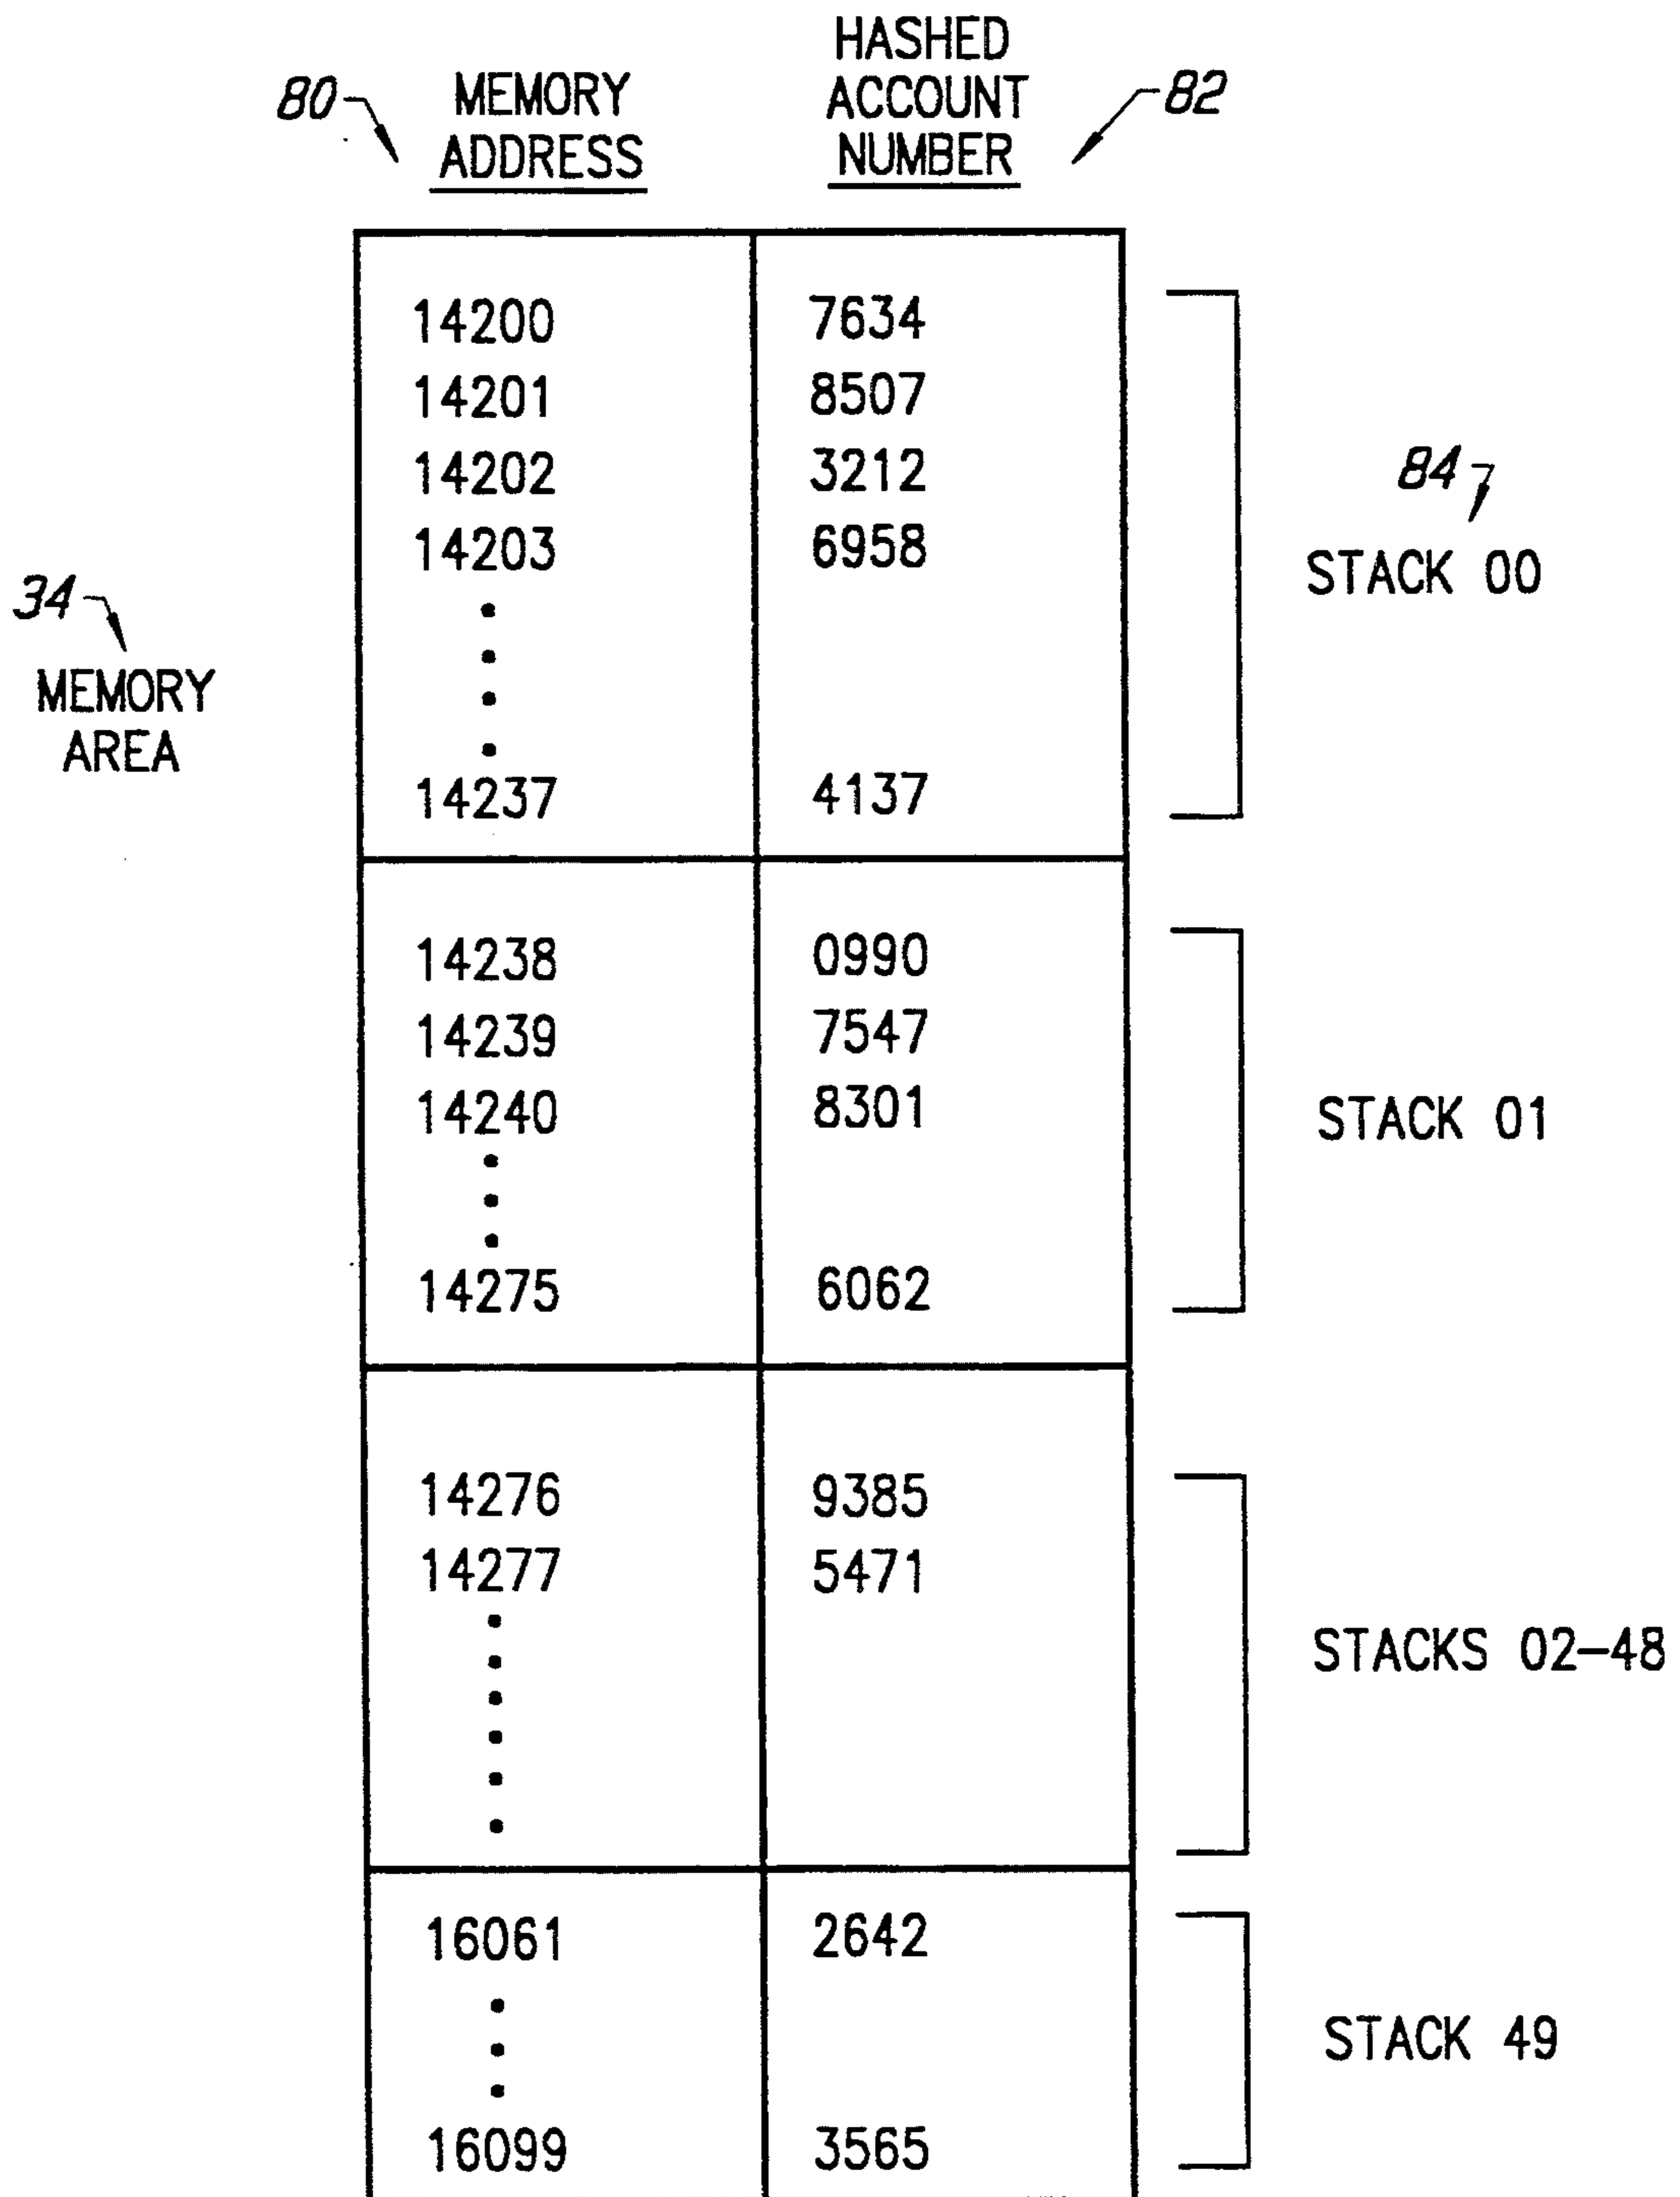 HASHED
80 MEMORY ACCOUNT 82
ADDRESS NUMBER
14200 7634
14201 8507
14202 3212
84
14203 6958
STACK 00
34
MEMORY
AREA
14237 4137
14238 0990
14239 7547
14240 8301
STACK 01
14275 6062
14276 9385
14277 5471
STACKS 02-48
16061 2642
STACK 49
16099 3565